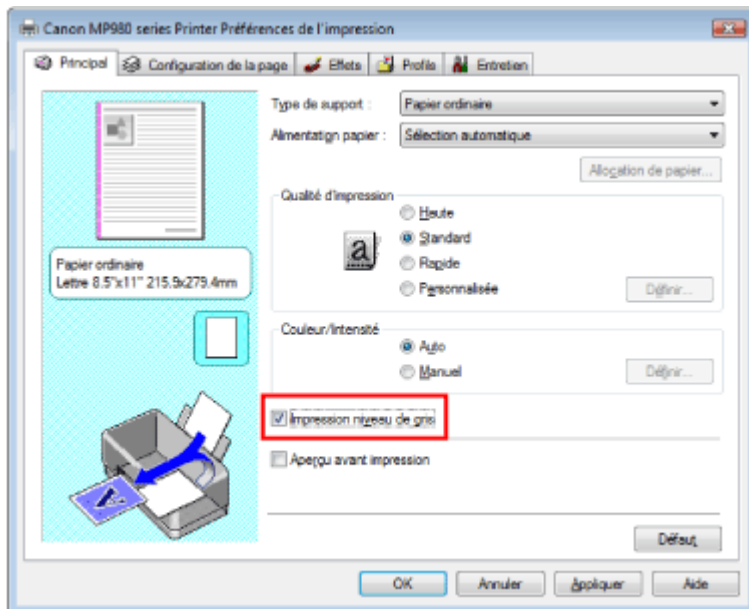 Canon MP980 series Printer Préférences de l'impression
Principal Configuration de la page Effets Profils Entretien
Type de support : Papier ordinaire
Alimentation papier : Sélection automatique
Allocation de papier...
Qualité d'impression
Haute
Standard
Rapide
Personnalisée Définir...
Papier ordinaire
Lettre 8.5"x11" 215.9x279.4mm
Couleur/Intensité
Auto
Manuel Définir...
Impression niveau de gris
Aperçu avant impression
Défaut
OK Annuler Appliquer Aide